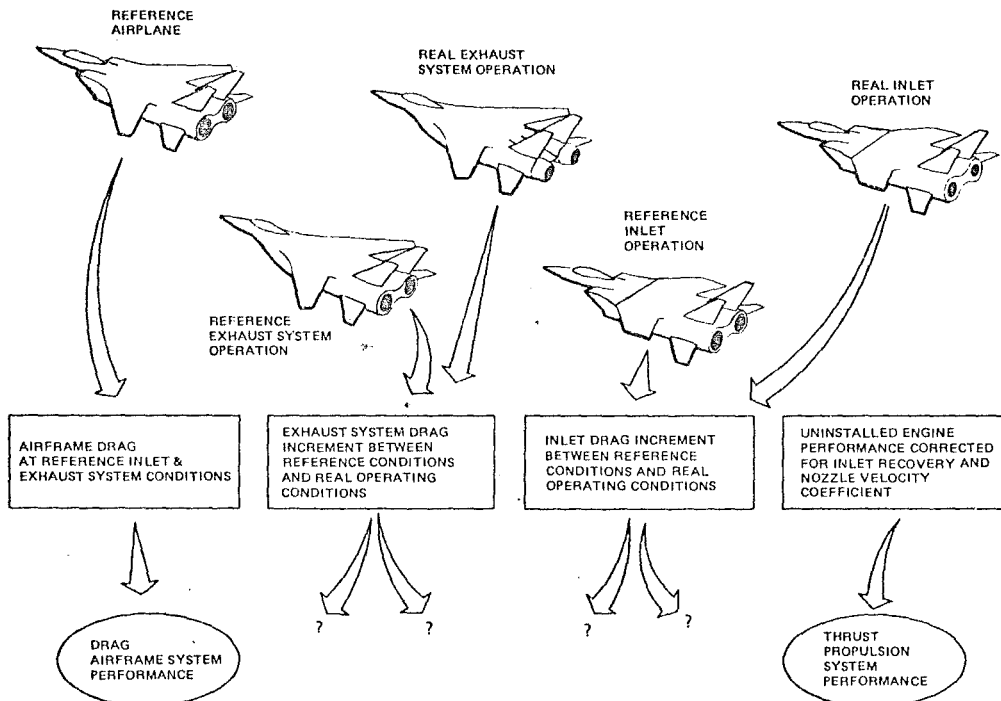 REFERENCE
AIRPLANE
REAL EXHAUST
SYSTEM OPERATION
REAL INLET
OPERATION
REFERENCE
INLET
OPERATION
REFERENCE
EXHAUST SYSTEM
OPERATION
AIRFRAME DRAG
AT REFERENCE INLET &
EXHAUST SYSTEM CONDITIONS
EXHAUST SYSTEM DRAG
INCREMENT BETWEEN
REFERENCE CONDITIONS
AND REAL OPERATING
CONDITIONS
INLET DRAG INCREMENT
BETWEEN REFERENCE
CONDITIONS AND REAL
OPERATING CONDITIONS
UNINSTALLED ENGINE
PERFORMANCE CORRECTED
FOR INLET RECOVERY AND
NOZZLE VELOCITY
COEFFICIENT
?
?
?
?
DRAG
AIRFRAME SYSTEM
PERFORMANCE
THRUST
PROPULSION
SYSTEM
PERFORMANCE